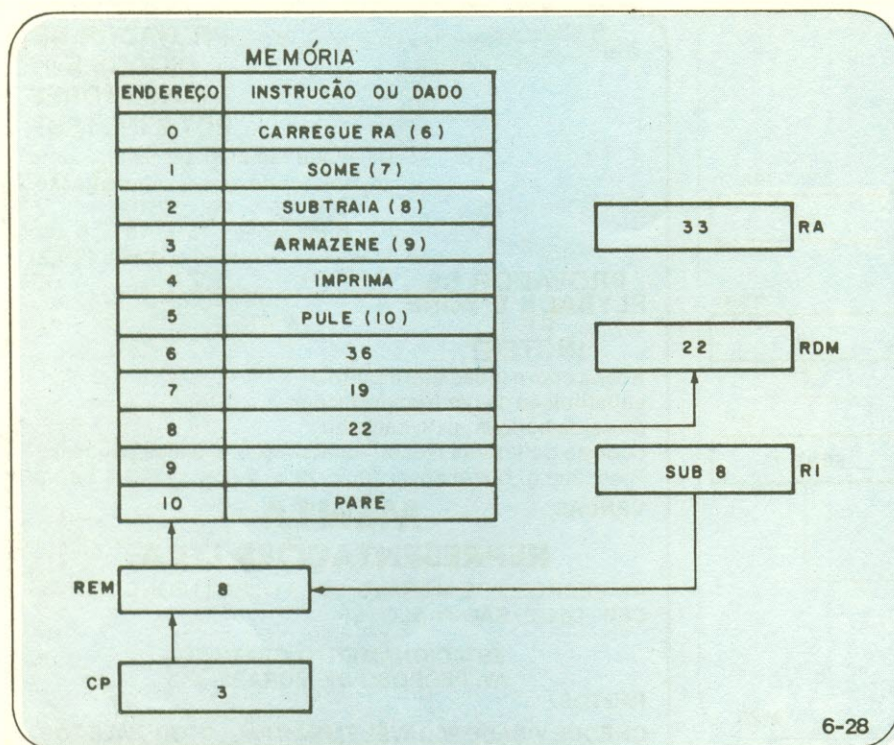 MEMÓRIA
ENDEREÇO INSTRUÇÃO OU DADO
0 CARREGUE RA (6)
1 SOME (7)
2 SUBTRAIA (8)
3 ARMAZENE (9)
4 IMPRIMA
5 PULE (10)
6 36
7 19
8 22
9
10 PARE
33 RA
22 RDM
SUB 8 RI
REM 8
CP 3
6-28